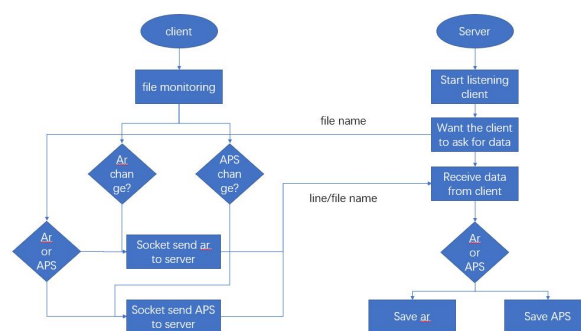 client
Server
file monitoring
Start listening
client
file name
Want the client
to ask for data
Ar
chan
ge?
APS
chan
ge?
Receive data
from client
line/file name
Ar
or
APS
Socket send ar
to server
Ar
or
APS
Socket send APS
to server
Save ar
Save APS